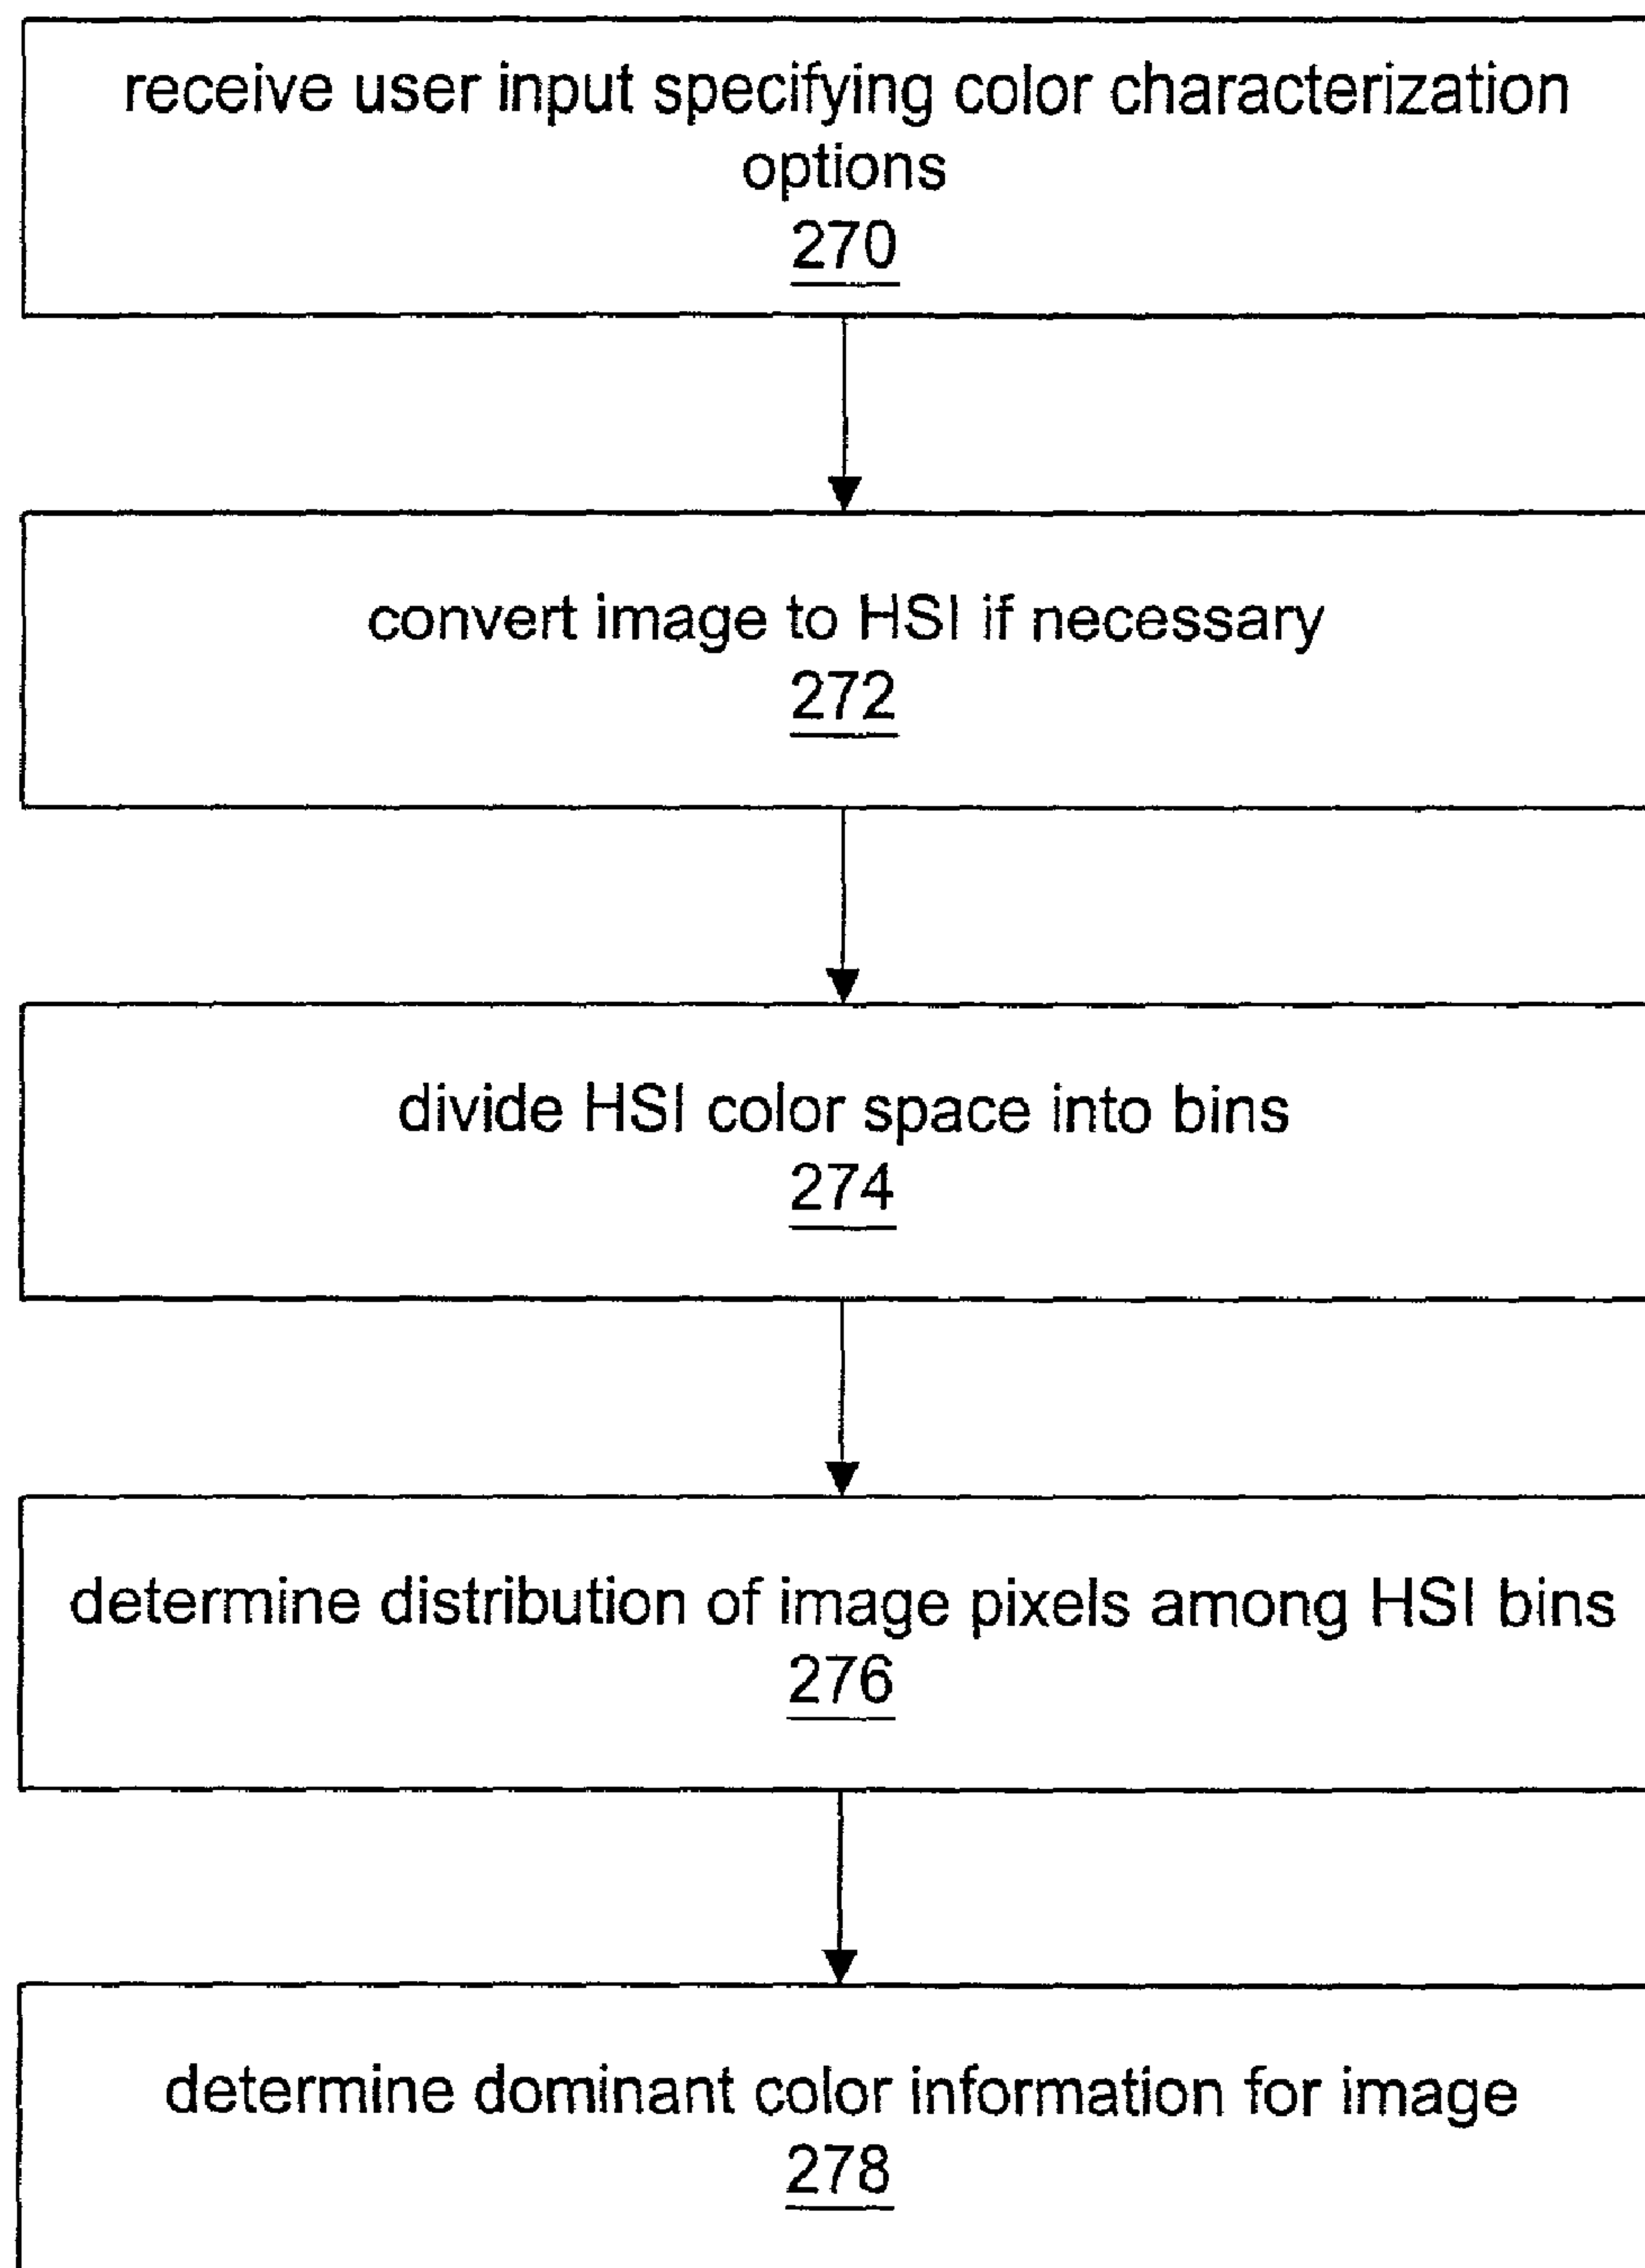 receive user input specifying color characterization
options
270
convert image to HSI if necessary
272
divide HSI color space into bins
274
determine distribution of image pixels among HSI bins
276
determine dominant color information for image
278